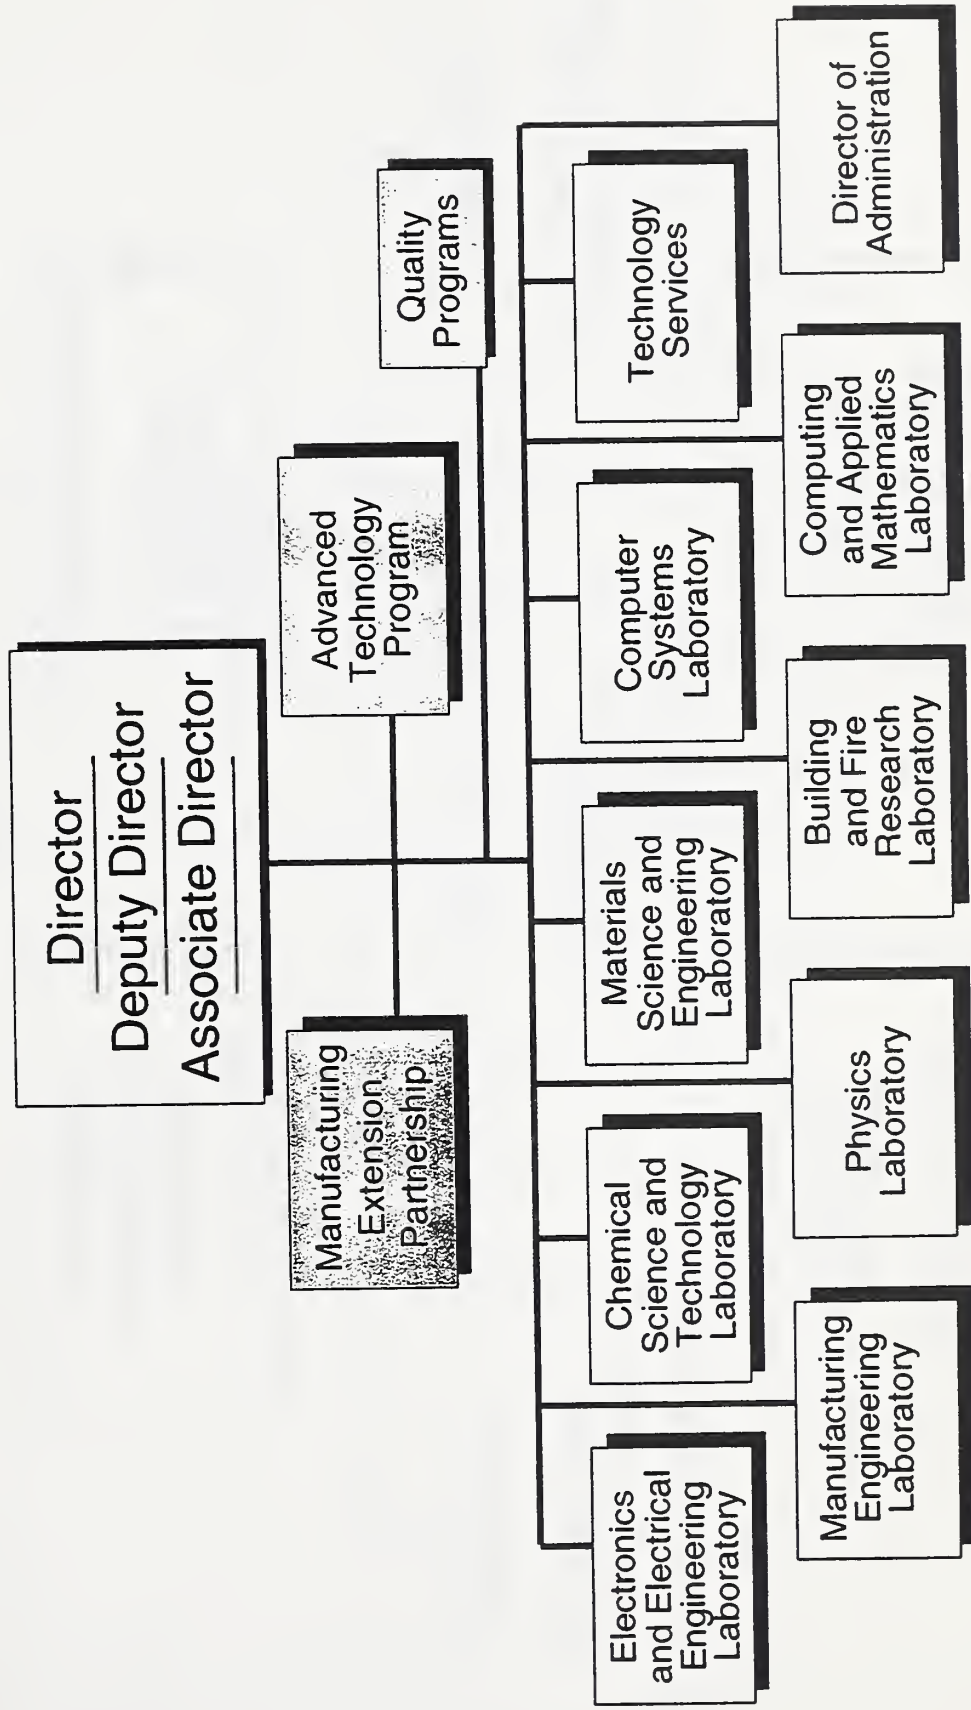 Director
Deputy Director
Associate Director
Manufacturing
Extension
Partnership
Advanced
Technology
Program
Quality
Programs
Electronics
and Electrical
Engineering
Laboratory
Chemical
Science and
Technology
Laboratory
Materials
Science and
Engineering
Laboratory
Computer
Systems
Laboratory
Technology
Services
Manufacturing
Engineering
Laboratory
Physics
Laboratory
Building
and Fire
Research
Laboratory
Computing
and Applied
Mathematics
Laboratory
Director of
Administration